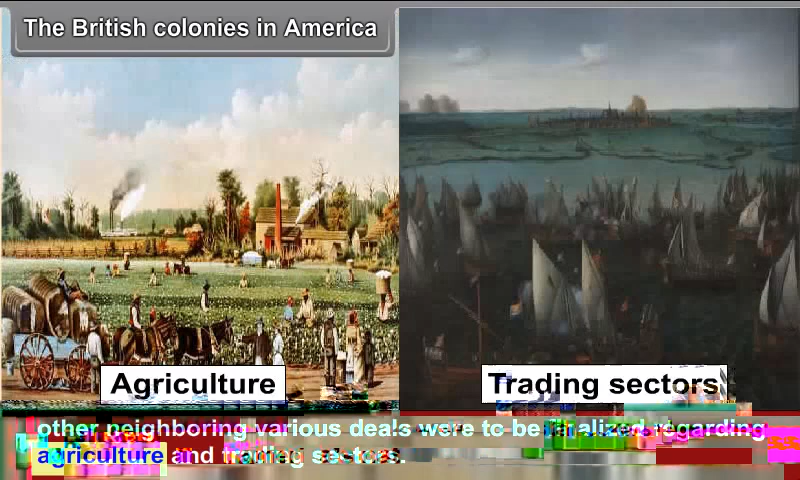 The British colonies in America
Agriculture
Trading sectors
other neighboring various deals were to be finalized regarding
agriculture and trading sectors.